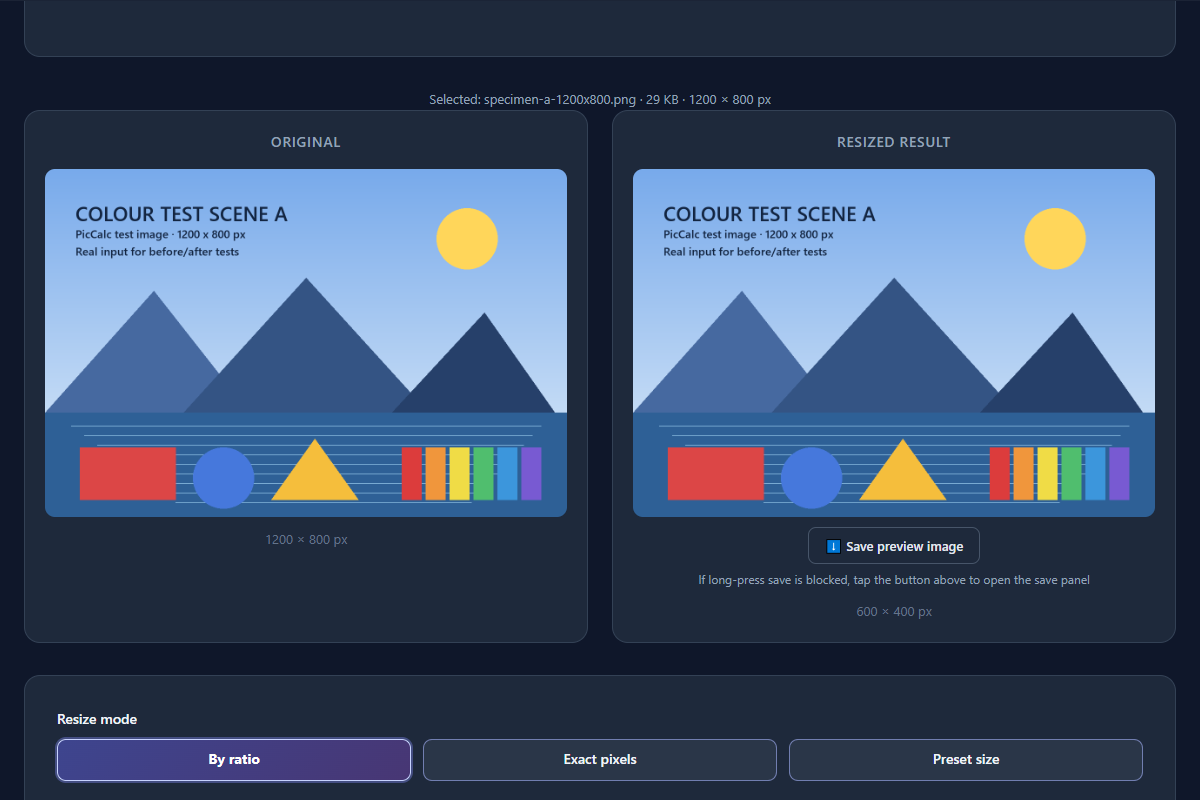 Selected: specimen-a-1200x800.png · 29 KB · 1200 × 800 px
ORIGINAL
COLOUR TEST SCENE A
PicCalc test image · 1200 x 800 px
Real input for before/after tests
1200 × 800 px
RESIZED RESULT
COLOUR TEST SCENE A
PicCalc test image · 1200 x 800 px
Real input for before/after tests
⬇️ Save preview image
If long-press save is blocked, tap the button above to open the save panel
600 × 400 px
Resize mode
By ratio
Exact pixels
Preset size